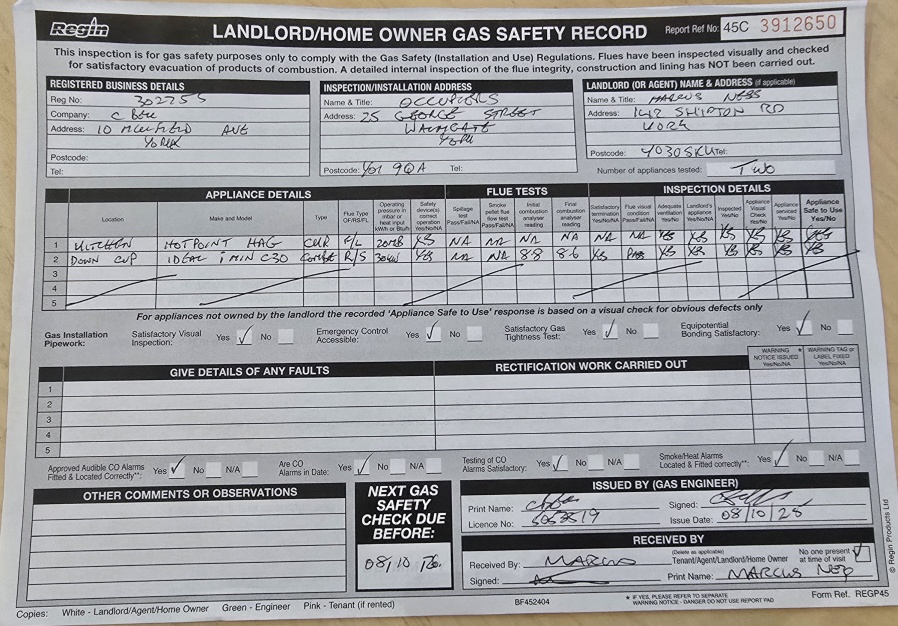 Regin
LANDLORD/HOME OWNER GAS SAFETY RECORD
Report Ref No: 45C 3912650
This inspection is for gas safety purposes only to comply with the Gas Safety (Installation and Use) Regulations. Flues have been inspected visually and checked
for satisfactory evacuation of products of combustion. A detailed internal inspection of the flue integrity, construction and lining has NOT been carried out.
REGISTERED BUSINESS DETAILS
Reg No: 302755
Company: C
Address: 10 AVE
YORK
Postcode:
Tel:
INSPECTION/INSTALLATION ADDRESS
Name & Title: OCCUPIERS
Address: 25 GEORGE STREET
WALMGATE
YORK
Postcode: YO1 9QA Tel:
LANDLORD (OR AGENT) NAME & ADDRESS (if applicable)
Name & Title: MARCUS
Address: 142 SHIPTON RD
YORK
Postcode: YO30 Tel:
Number of appliances tested: Two
APPLIANCE DETAILS FLUE TESTS INSPECTION DETAILS
Location Make and Model Type Flue Type OF/RS/FL Operating pressure in mbar or heat input kW/h or Btu/h Safety device(s) correct operation Yes/No/NA Spillage test Pass/Fail/NA Smoke pellet flue flow test Pass/Fail/NA Initial combustion analyser reading Final combustion analyser reading Satisfactory termination Yes/No/NA Flue visual condition Pass/Fail/NA Adequate ventilation Yes/No Landlord's appliance Yes/No/NA Inspected Yes/No Appliance Visual Check Yes/No Appliance serviced Yes/No Appliance Safe to Use Yes/No
1 KITCHEN HOTPOINT HAG F/L YES NA NA NA NA NA NA YES YES YES YES YES YES
2 DOWN CUP IDEAL IMIN C30 COMBI R/S 30kW YES NA NA 8.8 8.6 YES PASS YES YES YES YES YES YES
3
4
5
For appliances not owned by the landlord the recorded 'Appliance Safe to Use' response is based on a visual check for obvious defects only
Gas Installation Pipework: Satisfactory Visual Inspection: Yes ✓ No Emergency Control Accessible: Yes ✓ No Satisfactory Gas Tightness Test: Yes ✓ No Equipotential Bonding Satisfactory: Yes ✓ No
GIVE DETAILS OF ANY FAULTS RECTIFICATION WORK CARRIED OUT WARNING NOTICE ISSUED Yes/No/NA * WARNING TAG or LABEL FIXED Yes/No/NA
1
2
3
4
5
Approved Audible CO Alarms Fitted & Located Correctly**: Yes ✓ No N/A Are CO Alarms in Date: Yes ✓ No N/A Testing of CO Alarms Satisfactory: Yes ✓ No N/A Smoke/Heat Alarms Located & Fitted correctly**: Yes ✓ No N/A
OTHER COMMENTS OR OBSERVATIONS
NEXT GAS
SAFETY
CHECK DUE
BEFORE:
08/10/26.
ISSUED BY (GAS ENGINEER)
Print Name: Signed:
Licence No: Issue Date: 08/10/25
RECEIVED BY
Received By: MARCUS (Delete as applicable) Tenant/Agent/Landlord/Home Owner No one present at time of visit ✓
Signed: Print Name: MARCUS
Copies: White - Landlord/Agent/Home Owner Green - Engineer Pink - Tenant (if rented)
BF452404
* IF YES, PLEASE REFER TO SEPARATE
WARNING NOTICE - DANGER DO NOT USE REPORT PAD
Form Ref. REGP45
© Regin Products Ltd